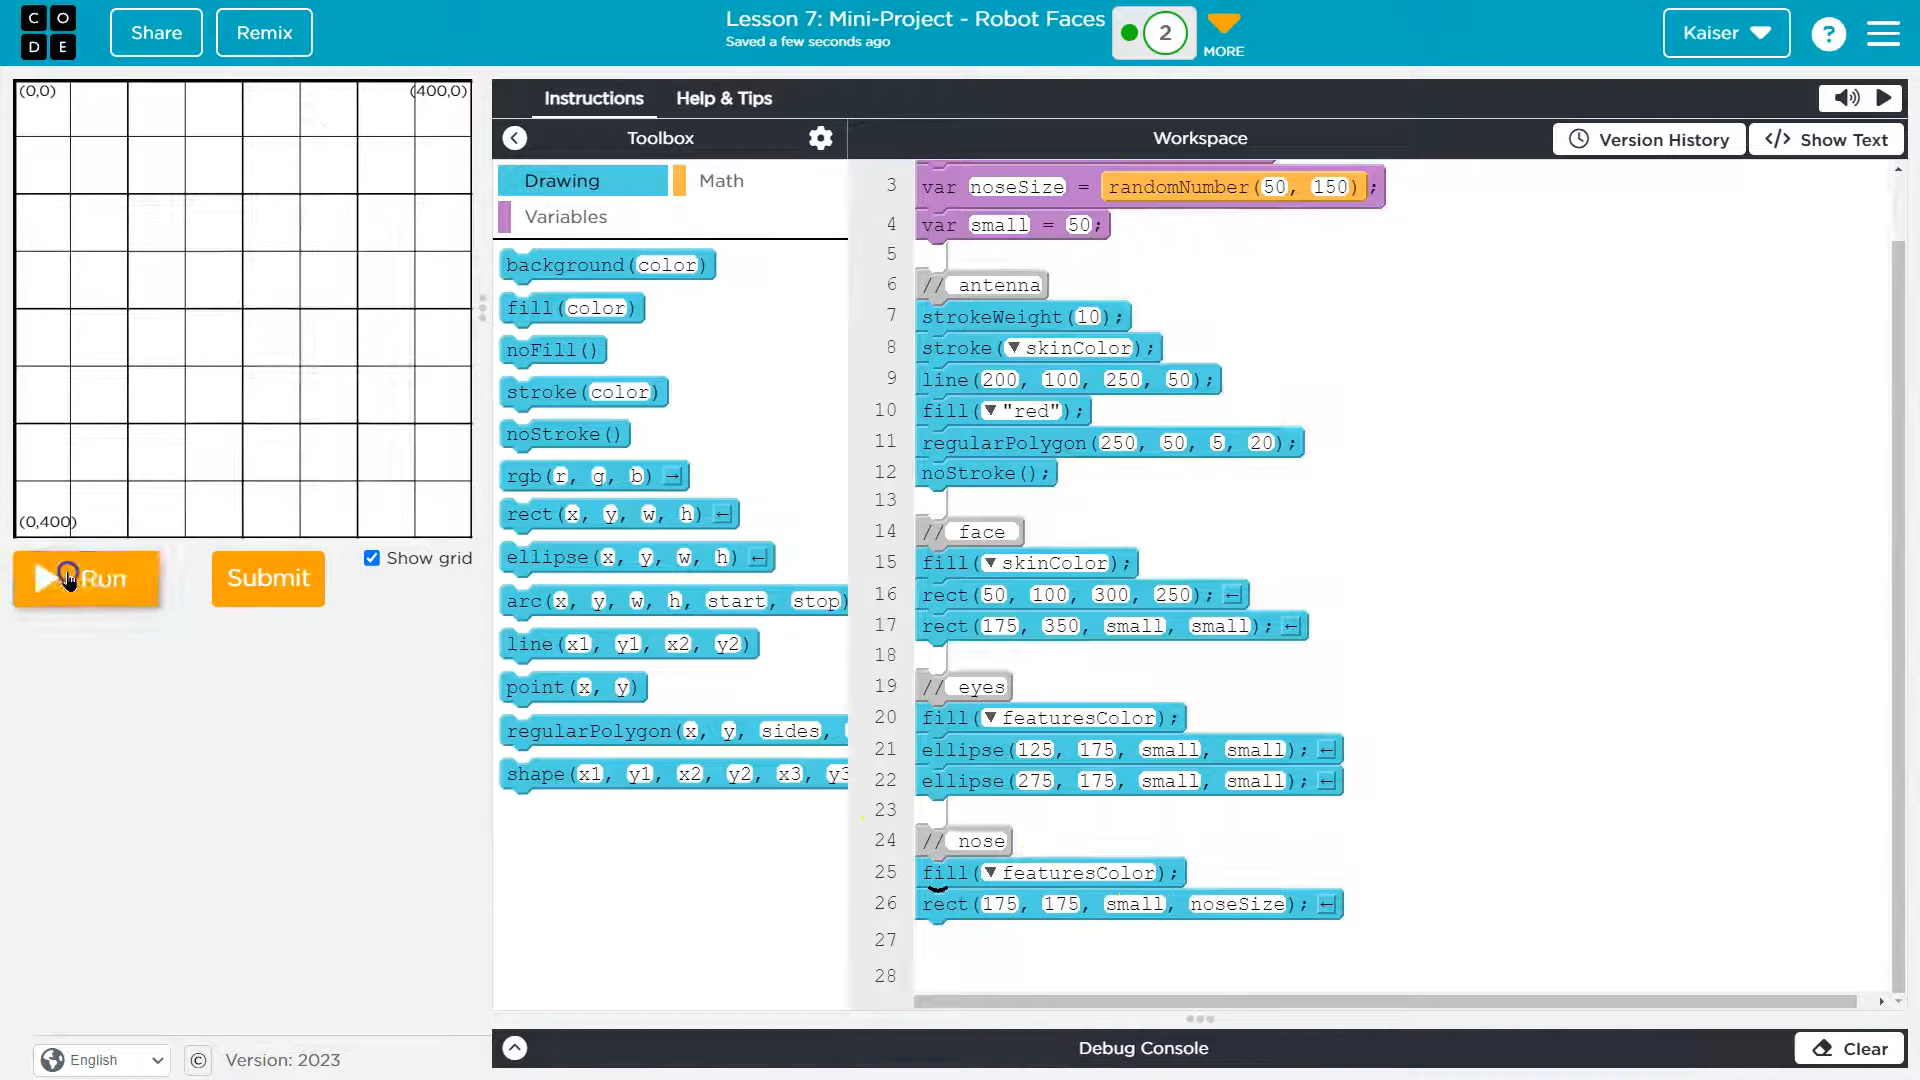 C O
D E
Share
Remix
Lesson 7: Mini-Project - Robot Faces
Saved a few seconds ago
2
MORE
Kaiser
?
(0,0)
(400,0)
(0,400)
Run
Submit
Show grid
Instructions
Help & Tips
Toolbox
Workspace
Version History
</> Show Text
Drawing
Math
Variables
background(color)
fill(color)
noFill()
stroke(color)
noStroke()
rgb(r, g, b)
rect(x, y, w, h)
ellipse(x, y, w, h)
arc(x, y, w, h, start, stop)
line(x1, y1, x2, y2)
point(x, y)
regularPolygon(x, y, sides,
shape(x1, y1, x2, y2, x3, y3
3 var noseSize = randomNumber(50, 150);
4 var small = 50;
5
6 // antenna
7 strokeWeight(10);
8 stroke(▼skinColor);
9 line(200, 100, 250, 50);
10 fill(▼"red");
11 regularPolygon(250, 50, 5, 20);
12 noStroke();
13
14 // face
15 fill(▼skinColor);
16 rect(50, 100, 300, 250);
17 rect(175, 350, small, small);
18
19 // eyes
20 fill(▼featuresColor);
21 ellipse(125, 175, small, small);
22 ellipse(275, 175, small, small);
23
24 // nose
25 fill(▼featuresColor);
26 rect(175, 175, small, noseSize);
27
28
English
© Version: 2023
Debug Console
Clear